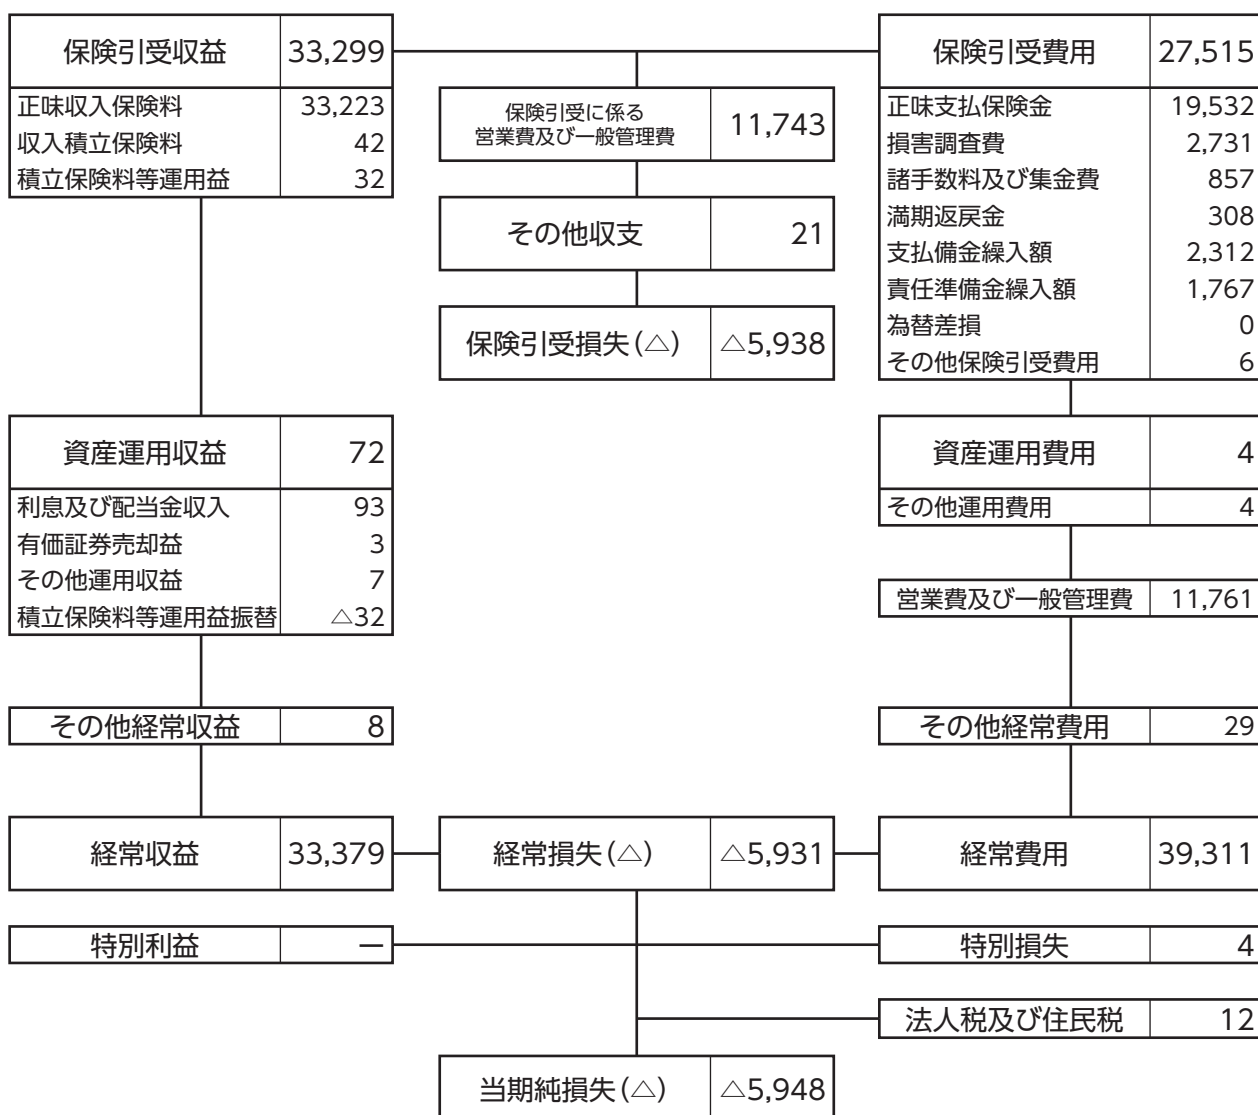 保険引受収益 33,299
正味収入保険料 33,223
収入積立保険料 42
積立保険料等運用益 32
保険引受に係る
営業費及び一般管理費 11,743
その他収支 21
保険引受損失(△) △5,938
保険引受費用 27,515
正味支払保険金 19,532
損害調査費 2,731
諸手数料及び集金費 857
満期返戻金 308
支払備金繰入額 2,312
責任準備金繰入額 1,767
為替差損 0
その他保険引受費用 6
資産運用収益 72
利息及び配当金収入 93
有価証券売却益 3
その他運用収益 7
積立保険料等運用益振替 △32
資産運用費用 4
その他運用費用 4
営業費及び一般管理費 11,761
その他経常収益 8
その他経常費用 29
経常収益 33,379
経常損失(△) △5,931
経常費用 39,311
特別利益 ―
特別損失 4
法人税及び住民税 12
当期純損失(△) △5,948